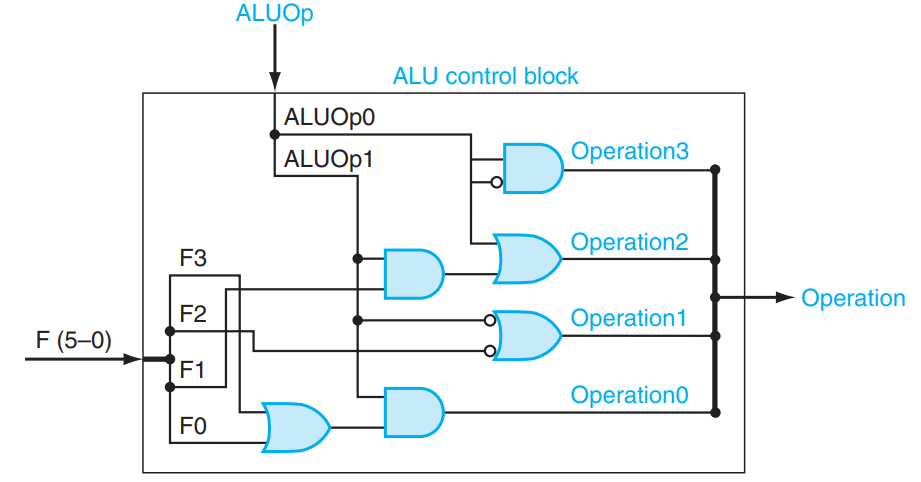 ALUOp
ALU control block
ALUOp0
ALUOp1
Operation3
Operation2
F3
F2
Operation
Operation1
F (5–0)
F1
Operation0
F0